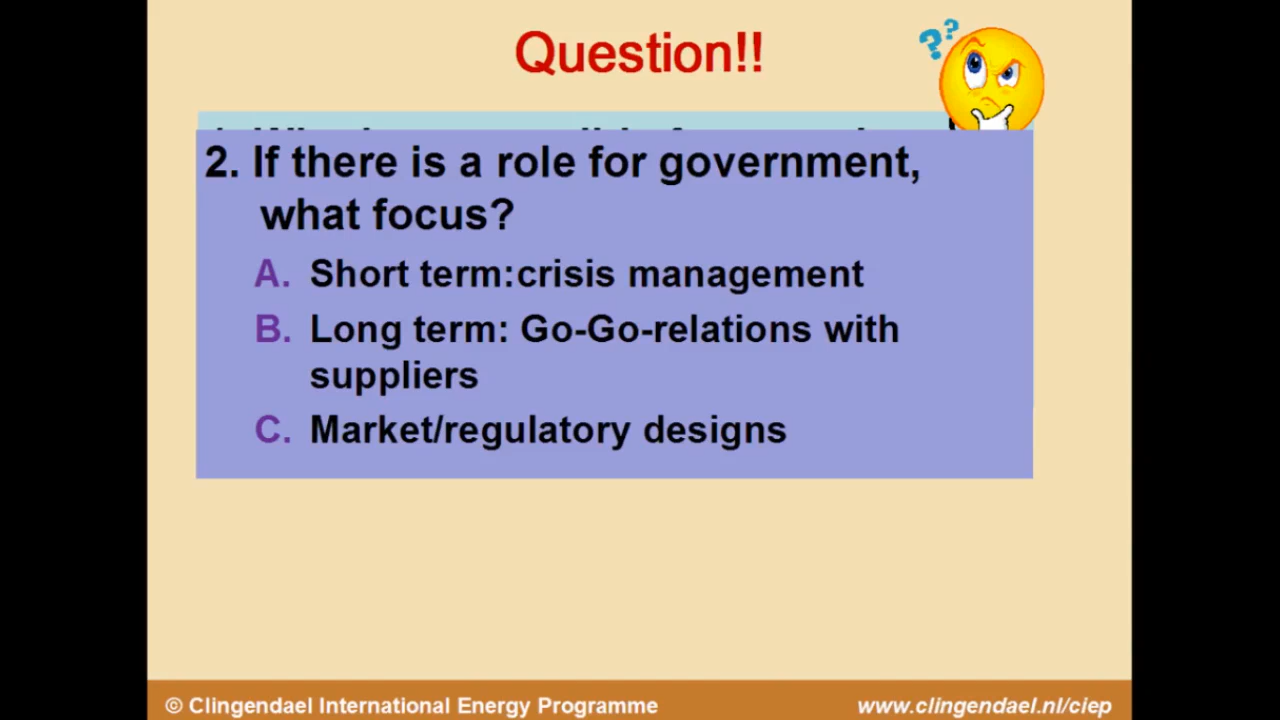 Question!!
??
2. If there is a role for government,
what focus?
A. Short term:crisis management
B. Long term: Go-Go-relations with
suppliers
C. Market/regulatory designs
© Clingendael International Energy Programme
www.clingendael.nl/ciep